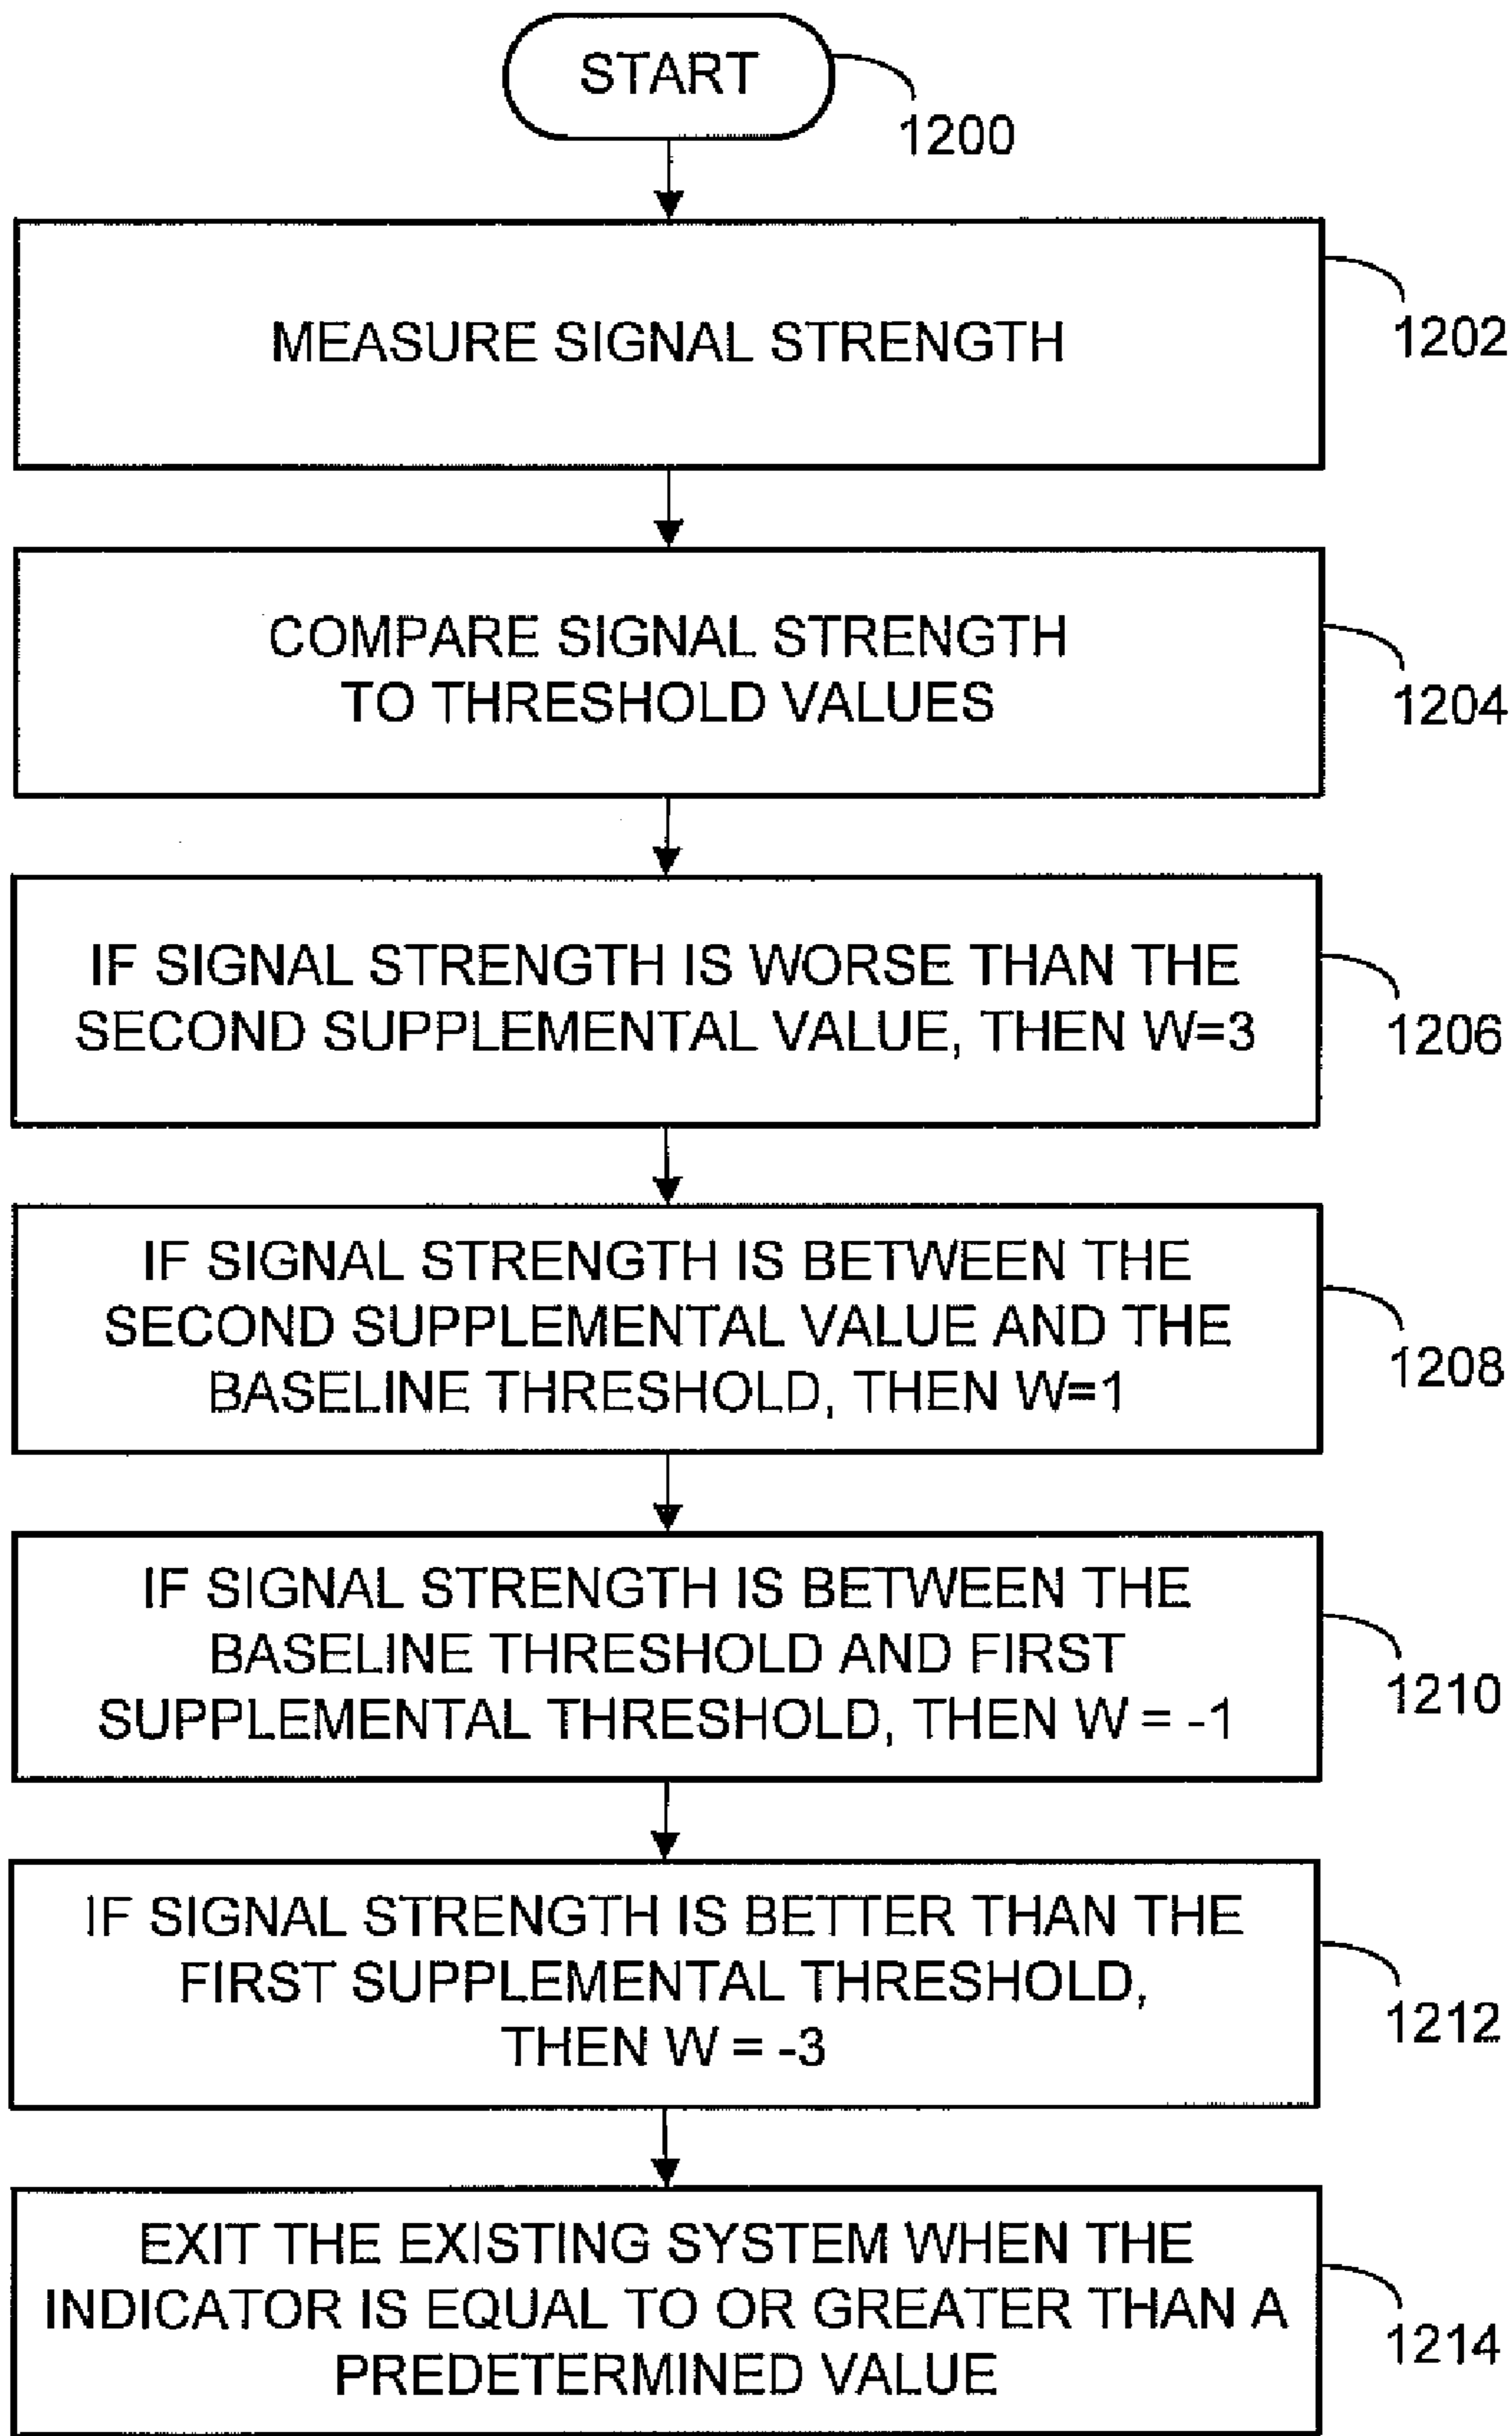 START
1200
MEASURE SIGNAL STRENGTH
1202
COMPARE SIGNAL STRENGTH
TO THRESHOLD VALUES
1204
IF SIGNAL STRENGTH IS WORSE THAN THE
SECOND SUPPLEMENTAL VALUE, THEN W=3
1206
IF SIGNAL STRENGTH IS BETWEEN THE
SECOND SUPPLEMENTAL VALUE AND THE
BASELINE THRESHOLD, THEN W=1
1208
IF SIGNAL STRENGTH IS BETWEEN THE
BASELINE THRESHOLD AND FIRST
SUPPLEMENTAL THRESHOLD, THEN W = -1
1210
IF SIGNAL STRENGTH IS BETTER THAN THE
FIRST SUPPLEMENTAL THRESHOLD,
THEN W = -3
1212
EXIT THE EXISTING SYSTEM WHEN THE
INDICATOR IS EQUAL TO OR GREATER THAN A
PREDETERMINED VALUE
1214